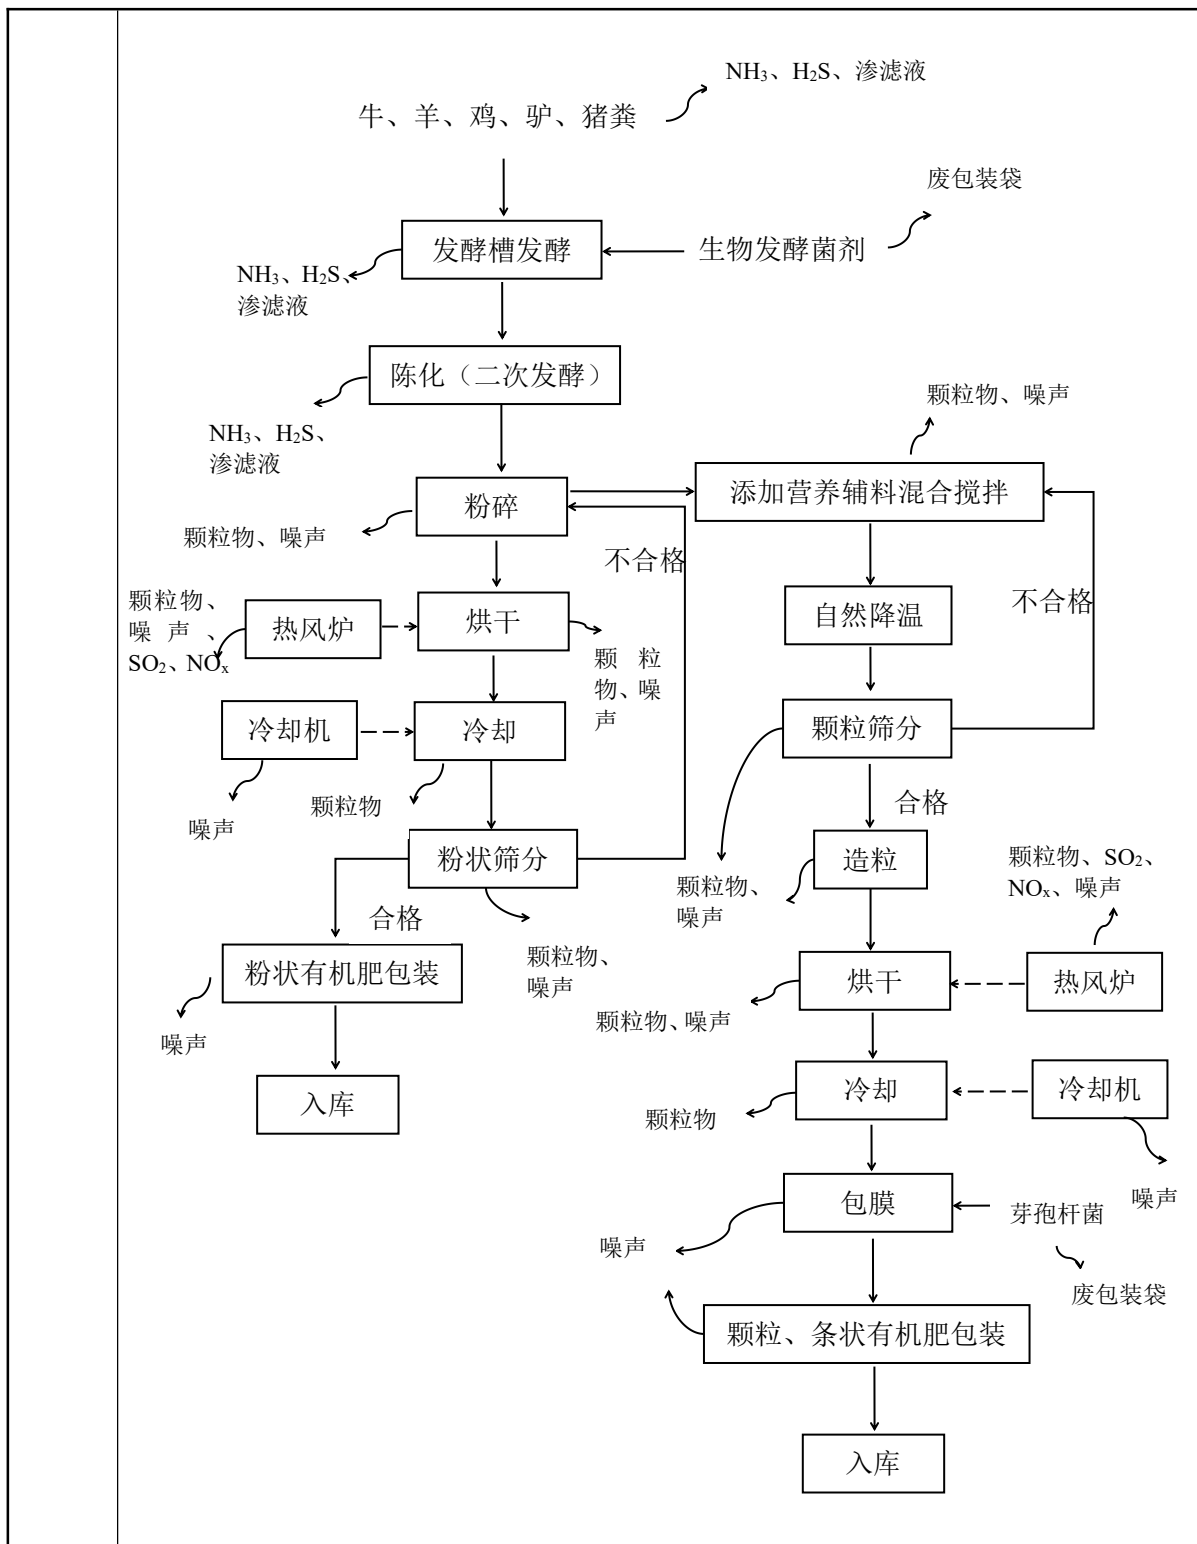 NH₃、H₂S、渗滤液
牛、羊、鸡、驴、猪粪
废包装袋
发酵槽发酵
生物发酵菌剂
NH₃、H₂S、
渗滤液
陈化（二次发酵）
NH₃、H₂S、
渗滤液
颗粒物、噪声
粉碎
添加营养辅料混合搅拌
颗粒物、噪声
不合格
不合格
颗粒物、
噪声、
SO₂、NOₓ
热风炉
烘干
自然降温
颗粒
物、噪
声
冷却机
冷却
颗粒筛分
噪声
颗粒物
合格
粉状筛分
造粒
颗粒物、SO₂、
NOₓ、噪声
颗粒物、
噪声
合格
颗粒物、
噪声
粉状有机肥包装
烘干
热风炉
噪声
颗粒物、噪声
入库
冷却
冷却机
颗粒物
噪声
包膜
芽孢杆菌
噪声
废包装袋
颗粒、条状有机肥包装
入库